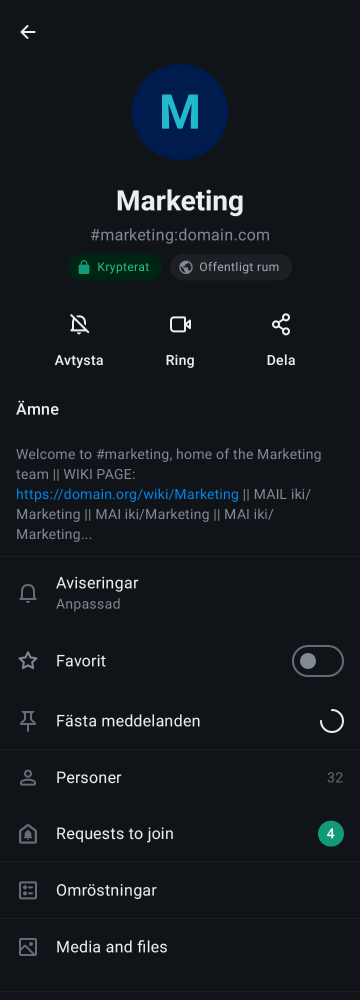 M
Marketing
#marketing:domain.com
Krypterat Offentligt rum
Avtysta Ring Dela
Ämne
Welcome to #marketing, home of the Marketing
team || WIKI PAGE:
https://domain.org/wiki/Marketing || MAIL iki/
Marketing || MAI iki/Marketing || MAI iki/
Marketing...
Aviseringar
Anpassad
Favorit
Fästa meddelanden
Personer 32
Requests to join 4
Omröstningar
Media and files